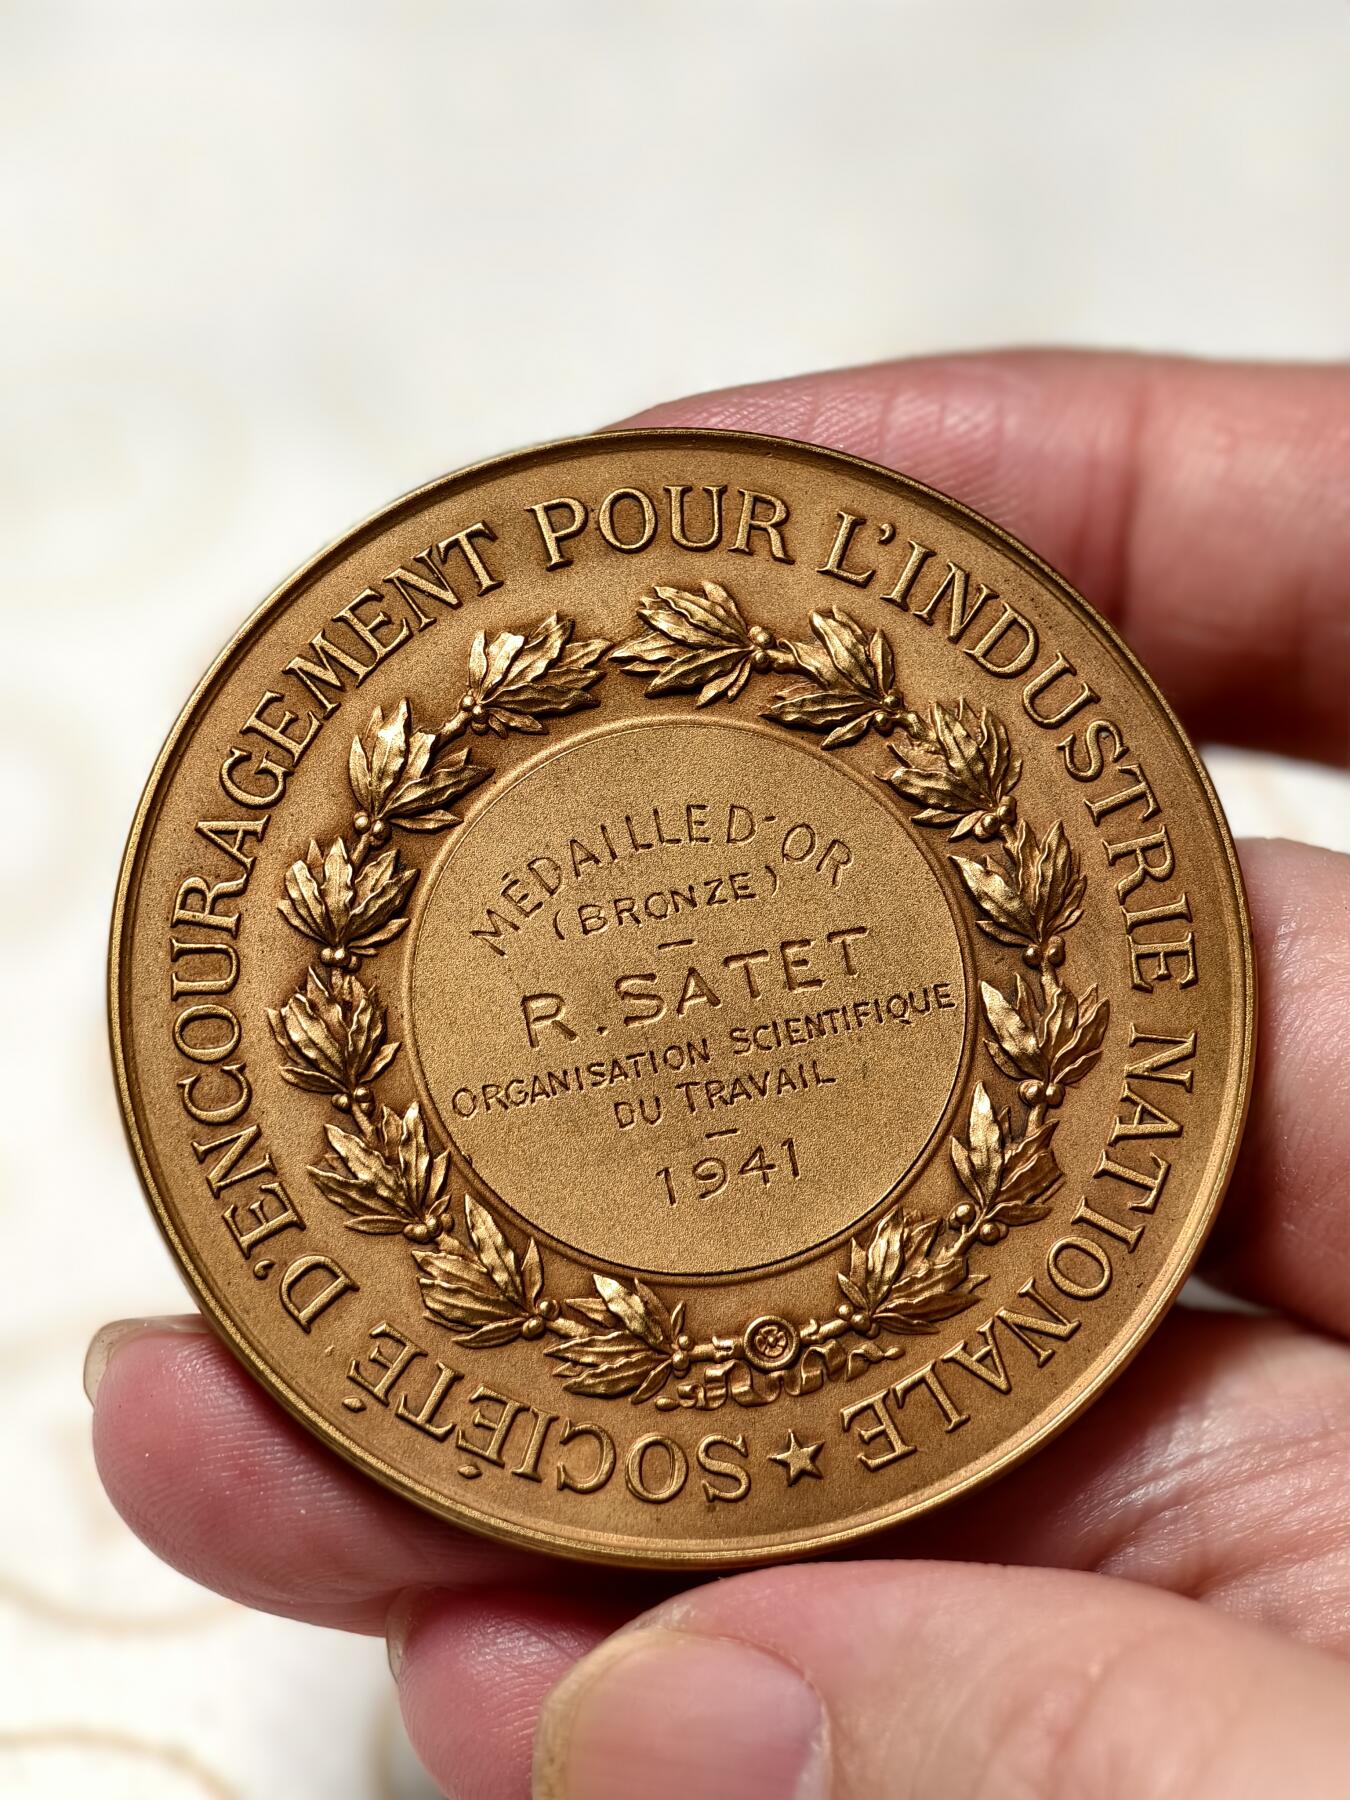 SOCIÉTÉ D'ENCOURAGEMENT POUR L'INDUSTRIE NATIONALE ★
MÉDAILLE D'OR
(BRONZE)
—
R. SATET
ORGANISATION SCIENTIFIQUE
DU TRAVAIL
—
1941